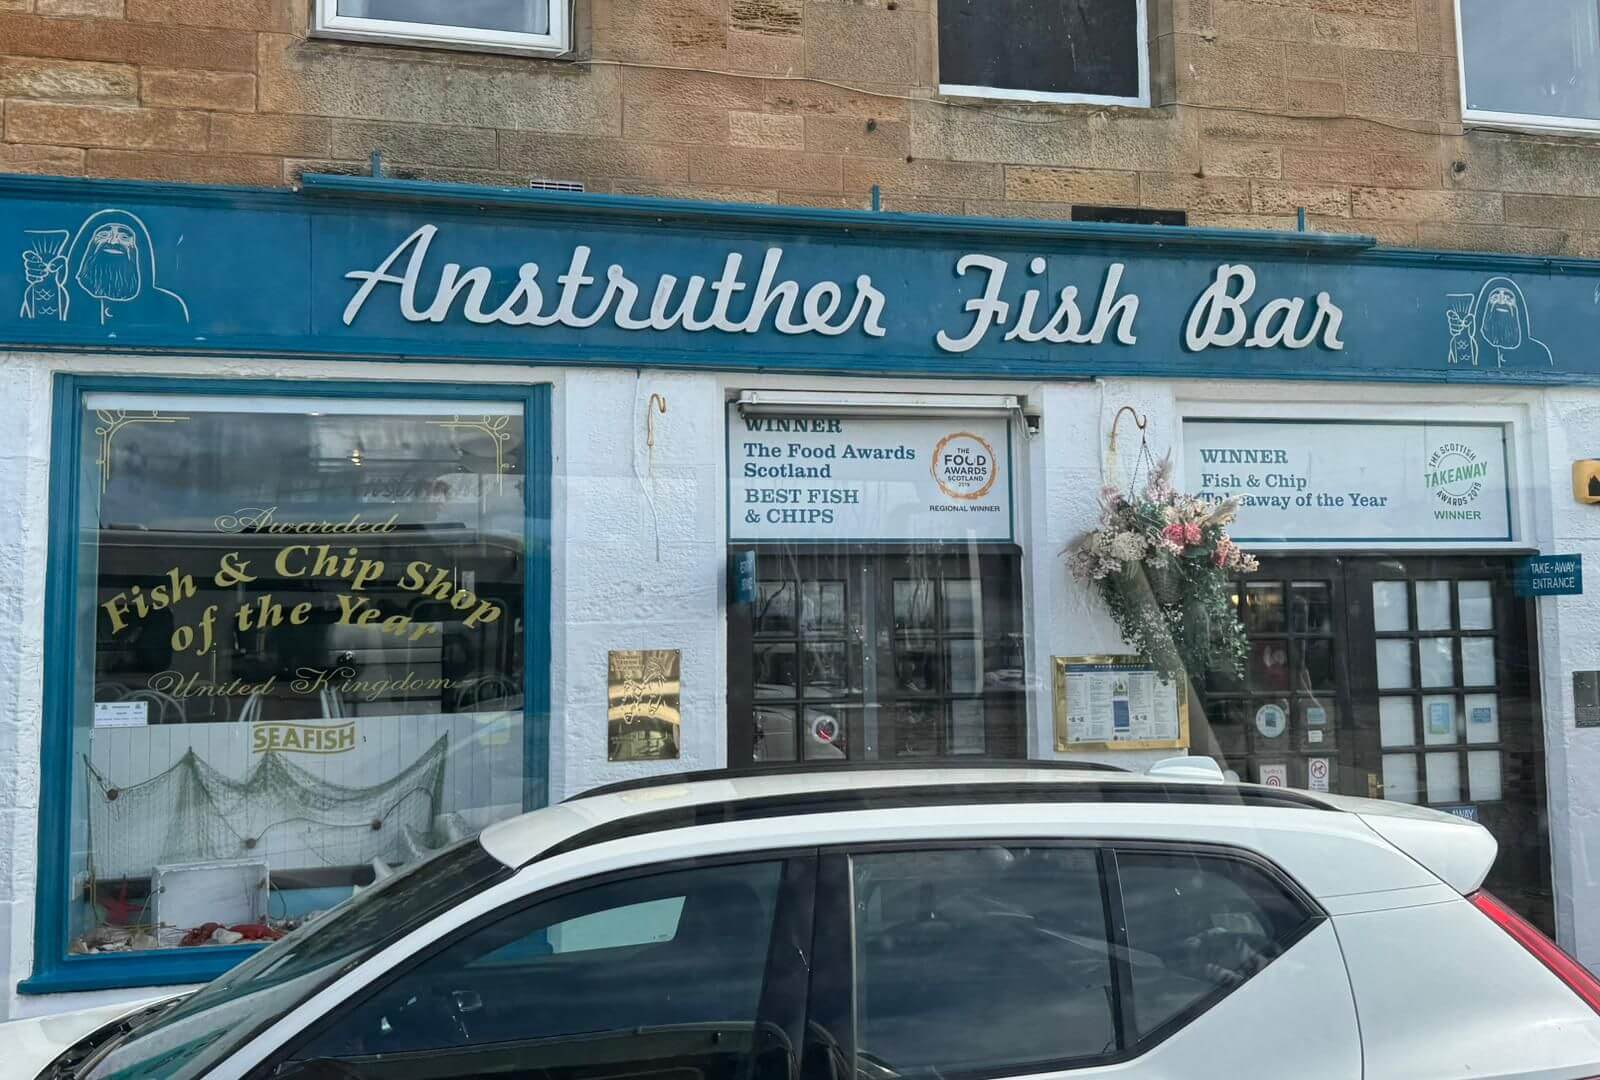 Anstruther Fish Bar
Awarded
Fish & Chip Shop
of the Year
United Kingdom
SEAFISH
WINNER
The Food Awards
Scotland
BEST FISH
& CHIPS
THE
FOOD
AWARDS
SCOTLAND
2019
REGIONAL WINNER
WINNER
Fish & Chip
Takeaway of the Year
THE SCOTTISH
TAKEAWAY
AWARDS 2019
WINNER
TAKE-AWAY
ENTRANCE